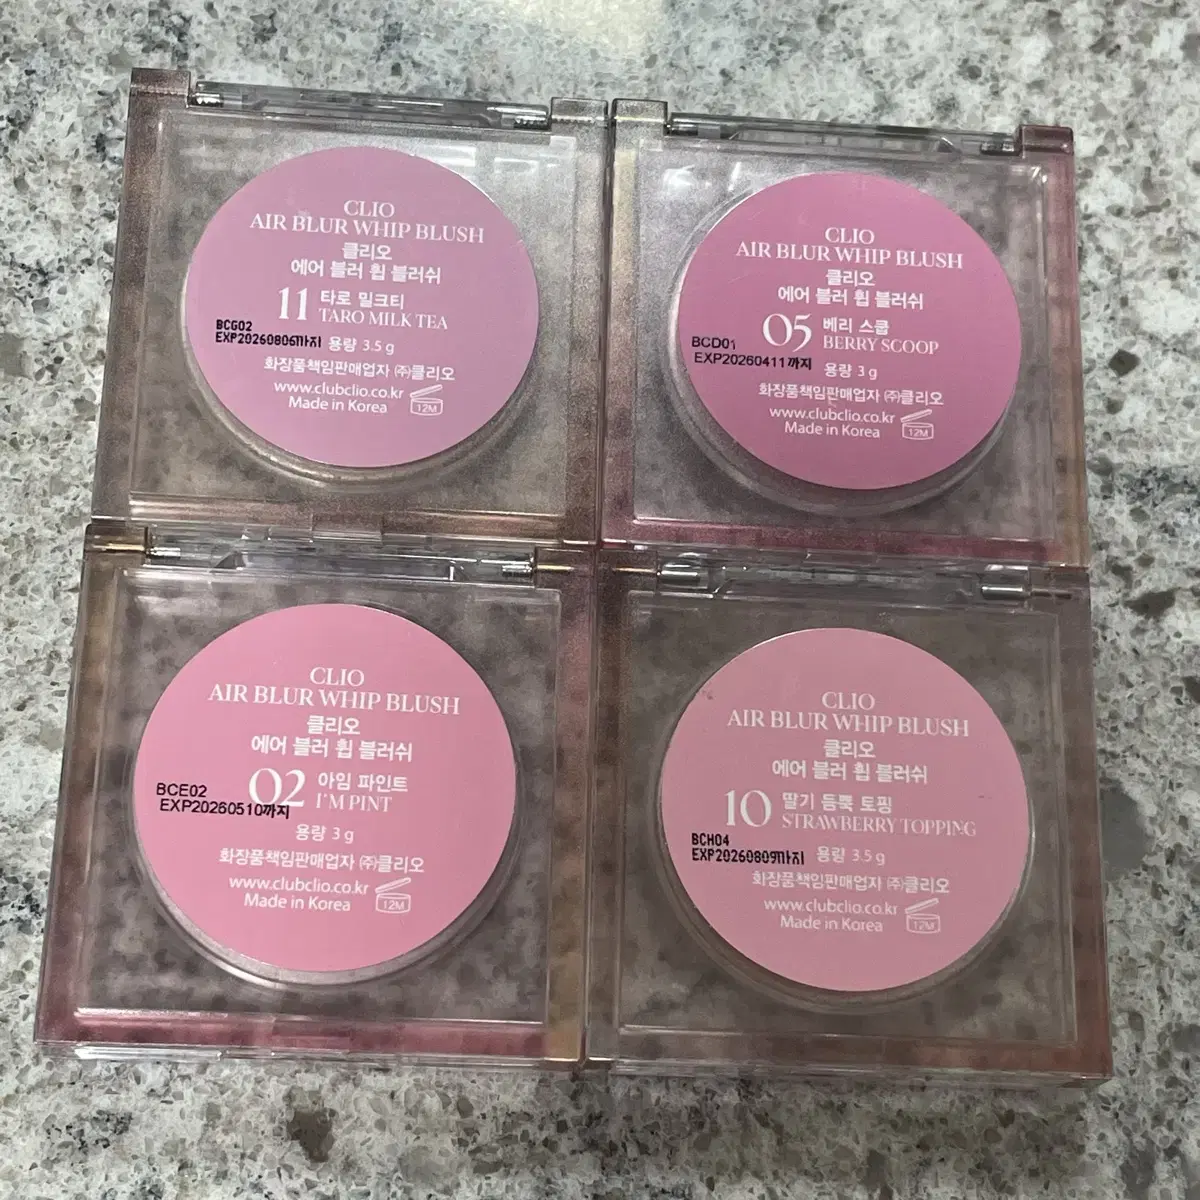 CLIO
AIR BLUR WHIP BLUSH
클리오
에어 블러 휩 블러쉬
11 타로 밀크티
TARO MILK TEA
BCG02
EXP20260806까지 용량 3.5 g
화장품책임판매업자 ㈜클리오
www.clubclio.co.kr
Made in Korea
12M
CLIO
AIR BLUR WHIP BLUSH
클리오
에어 블러 휩 블러쉬
05 베리 스쿱
BERRY SCOOP
BCD01
EXP20260411까지 용량 3 g
화장품책임판매업자 ㈜클리오
www.clubclio.co.kr
Made in Korea
12M
CLIO
AIR BLUR WHIP BLUSH
클리오
에어 블러 휩 블러쉬
02 아임 파인트
I'M PINT
BCE02
EXP20260510까지
용량 3 g
화장품책임판매업자 ㈜클리오
www.clubclio.co.kr
Made in Korea
12M
CLIO
AIR BLUR WHIP BLUSH
클리오
에어 블러 휩 블러쉬
10 딸기 듬뿍 토핑
STRAWBERRY TOPPING
BCH04
EXP20260809까지 용량 3.5 g
화장품책임판매업자 ㈜클리오
www.clubclio.co.kr
Made in Korea
12M